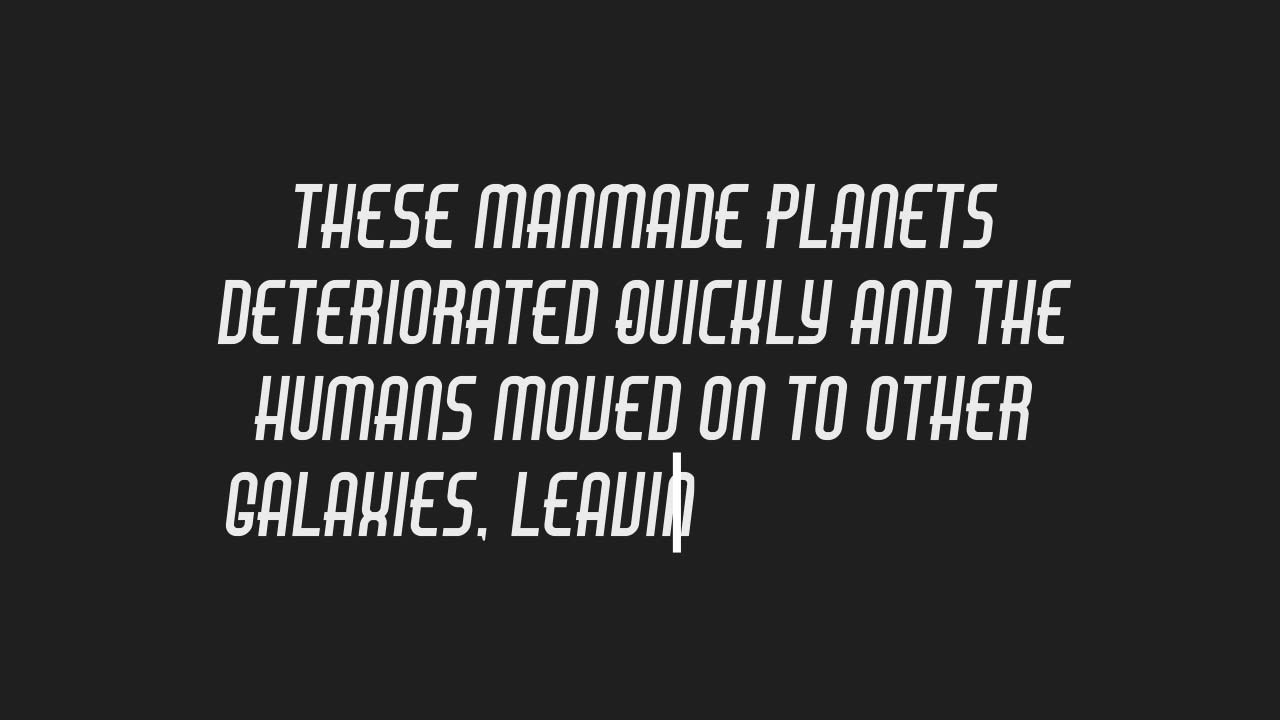 THESE MANMADE PLANETS
DETERIORATED QUICKLY AND THE
HUMANS MOVED ON TO OTHER
GALAXIES, LEAVIN